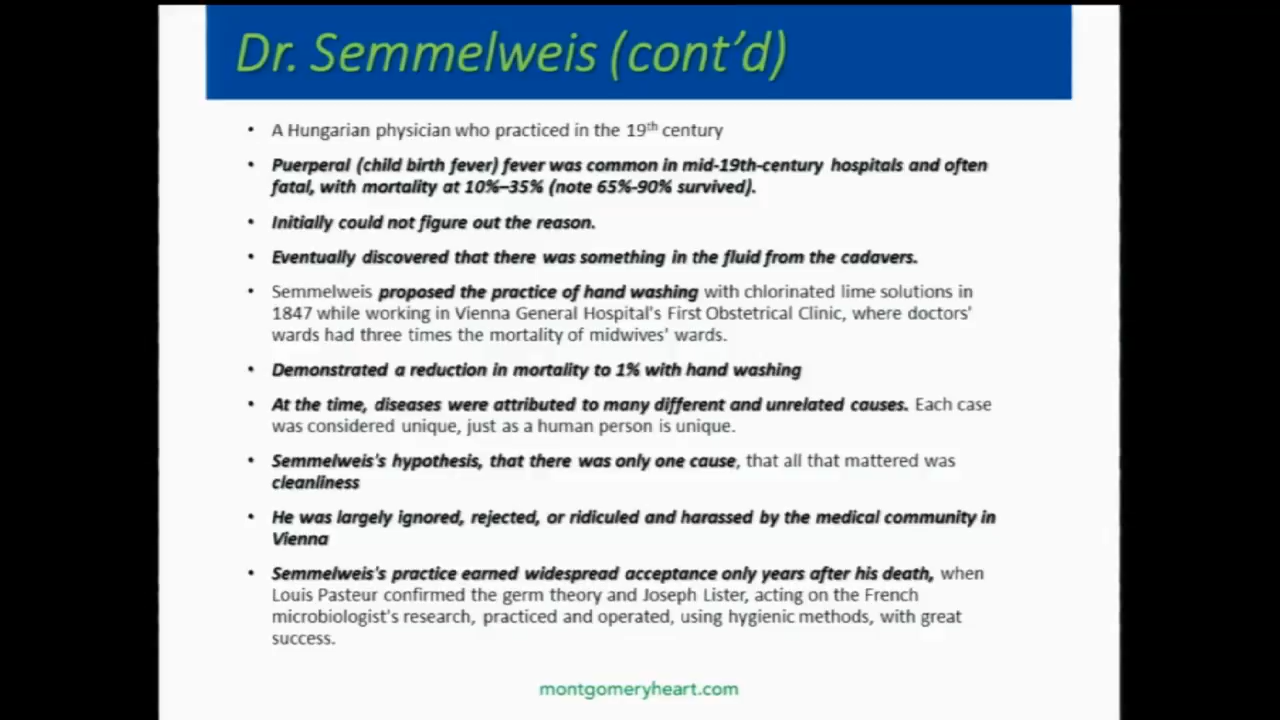 Dr. Semmelweis (cont’d)
• A Hungarian physician who practiced in the 19th century
• Puerperal (child birth fever) fever was common in mid-19th-century hospitals and often
fatal, with mortality at 10%–35% (note 65%-90% survived).
• Initially could not figure out the reason.
• Eventually discovered that there was something in the fluid from the cadavers.
• Semmelweis proposed the practice of hand washing with chlorinated lime solutions in
1847 while working in Vienna General Hospital's First Obstetrical Clinic, where doctors'
wards had three times the mortality of midwives' wards.
• Demonstrated a reduction in mortality to 1% with hand washing
• At the time, diseases were attributed to many different and unrelated causes. Each case
was considered unique, just as a human person is unique.
• Semmelweis's hypothesis, that there was only one cause, that all that mattered was
cleanliness
• He was largely ignored, rejected, or ridiculed and harassed by the medical community in
Vienna
• Semmelweis's practice earned widespread acceptance only years after his death, when
Louis Pasteur confirmed the germ theory and Joseph Lister, acting on the French
microbiologist's research, practiced and operated, using hygienic methods, with great
success.
montgomeryheart.com